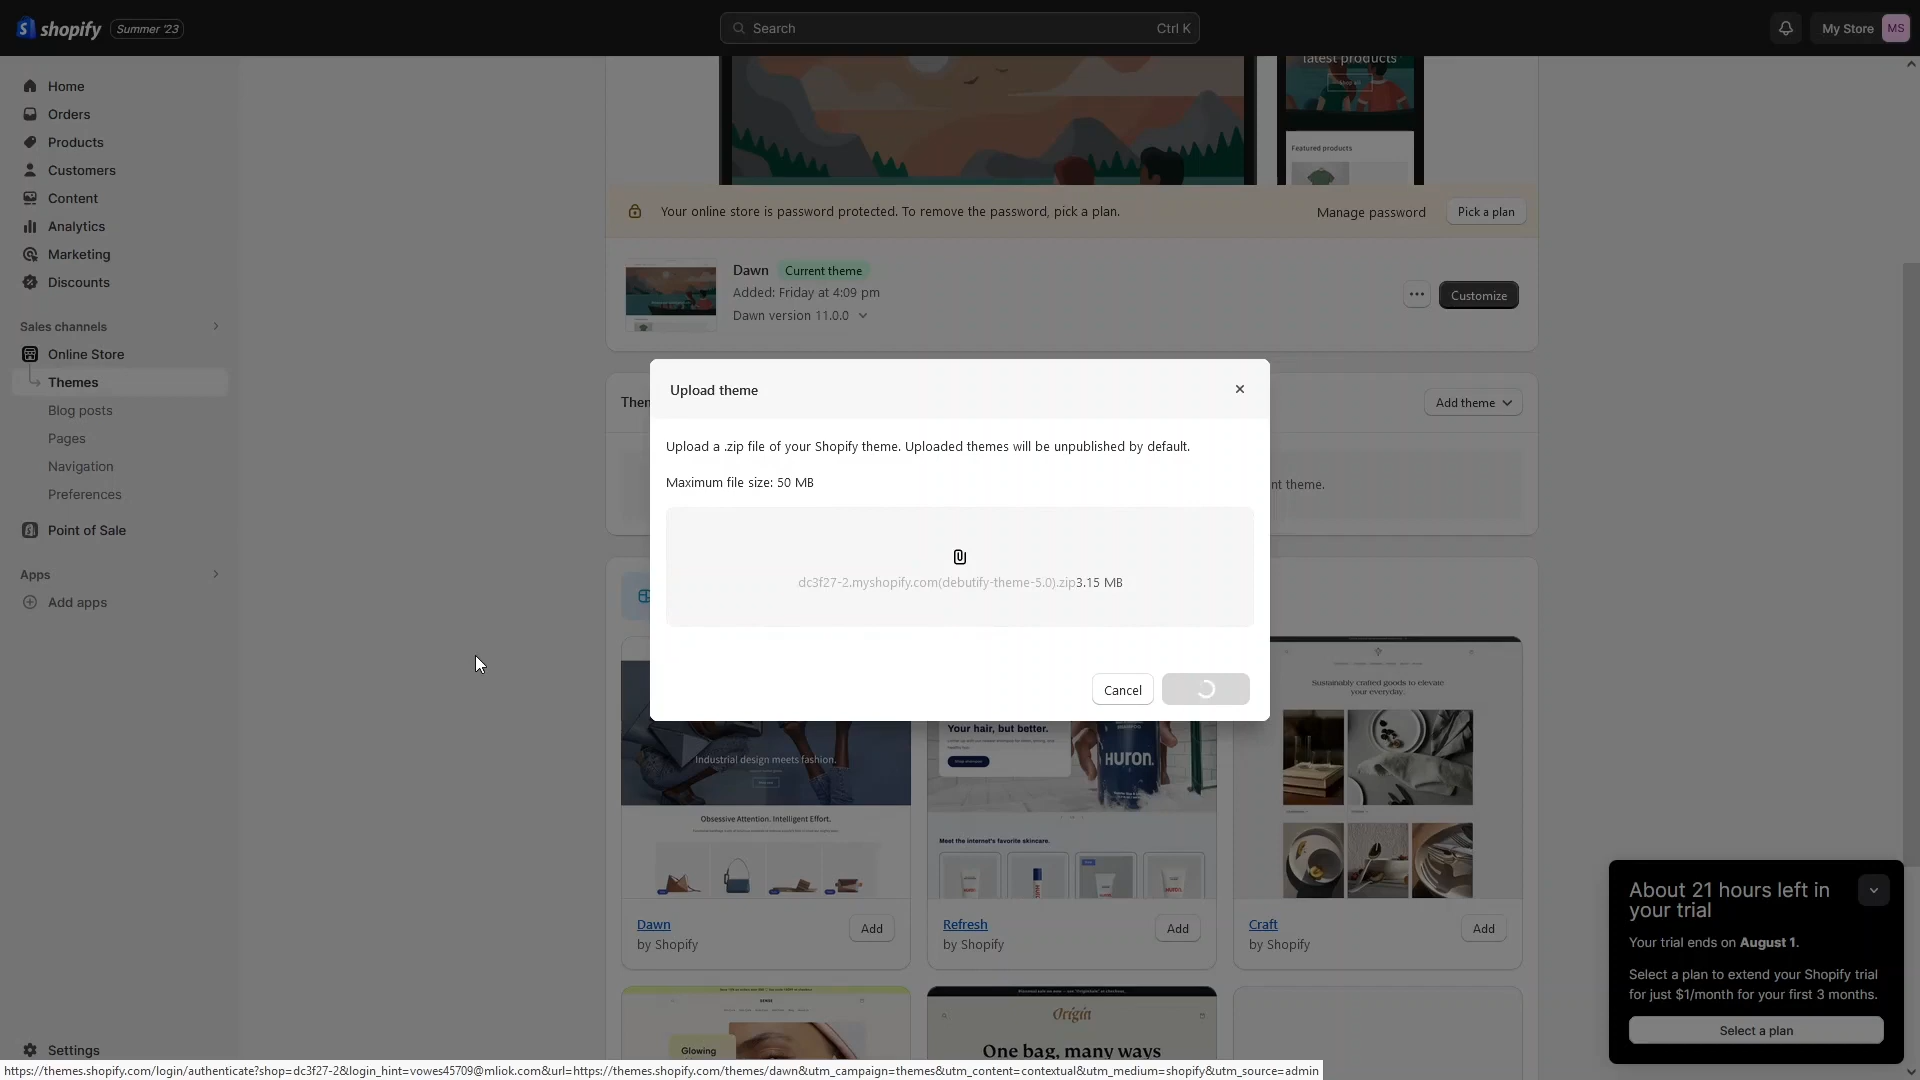 shopify Summer '23
Search Ctrl K
My Store MS
Home
Orders
Products
Customers
Content
Analytics
Marketing
Discounts
Sales channels
Online Store
Themes
Blog posts
Pages
Navigation
Preferences
Point of Sale
Apps
Add apps
Settings
latest products
Featured products
Your online store is password protected. To remove the password, pick a plan.
Manage password
Pick a plan
Dawn Current theme
Added: Friday at 4:09 pm
Dawn version 11.0.0
Customize
Add theme
nt theme.
Upload theme
Upload a .zip file of your Shopify theme. Uploaded themes will be unpublished by default.
Maximum file size: 50 MB
dc3f27-2.myshopify.com(debutify-theme-5.0).zip3.15 MB
Cancel
Industrial design meets fashion.
Obsessive Attention. Intelligent Effort.
Dawn
by Shopify
Add
Your hair, but better.
HURON.
Meet the internet's favorite skincare.
Refresh
by Shopify
Add
Sustainably crafted goods to elevate
your everyday.
Craft
by Shopify
Add
Glowing
Origin
One bag, many ways
About 21 hours left in
your trial
Your trial ends on August 1.
Select a plan to extend your Shopify trial
for just $1/month for your first 3 months.
Select a plan
https://themes.shopify.com/login/authenticate?shop=dc3f27-2&login_hint=vowes45709@mliok.com&url=https://themes.shopify.com/themes/dawn&utm_campaign=themes&utm_content=contextual&utm_medium=shopify&utm_source=admin